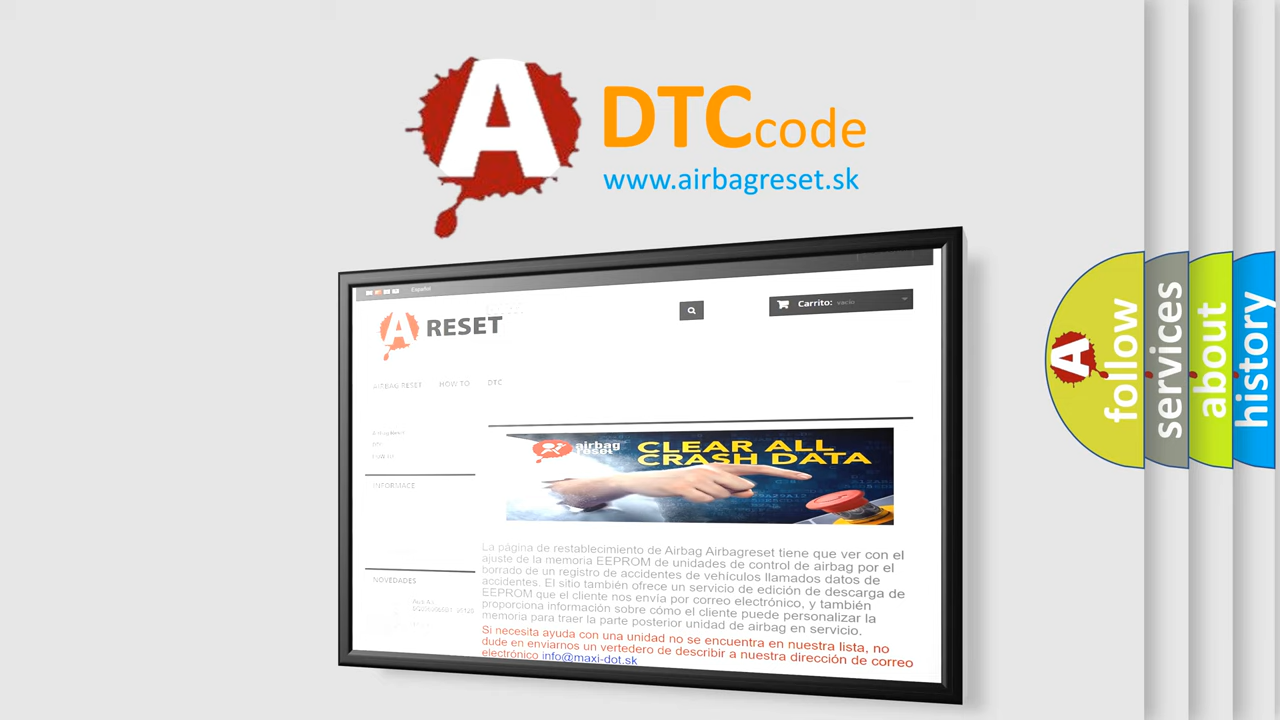 A DTC code
www.airbagreset.sk
Español
A RESET
Carrito: vacío
AIRBAG RESET HOW TO DTC
INFORMACE
NOVEDADES
airbag
reset
CLEAR ALL
CRASH DATA
La página de restablecimiento de Airbag Airbagreset tiene que ver con el
ajuste de la memoria EEPROM de unidades de control de airbag por el
borrado de un registro de accidentes de vehículos llamados datos de
accidentes. El sitio también ofrece un servicio de edición de descarga de
EEPROM que el cliente nos envía por correo electrónico, y también
proporciona información sobre cómo el cliente puede personalizar la
memoria para traer la parte posterior unidad de airbag en servicio.
Si necesita ayuda con una unidad no se encuentra en nuestra lista, no
dude en enviarnos un vertedero de describir a nuestra dirección de correo
electrónico info@maxi-dot.sk
A follow
services
about
history